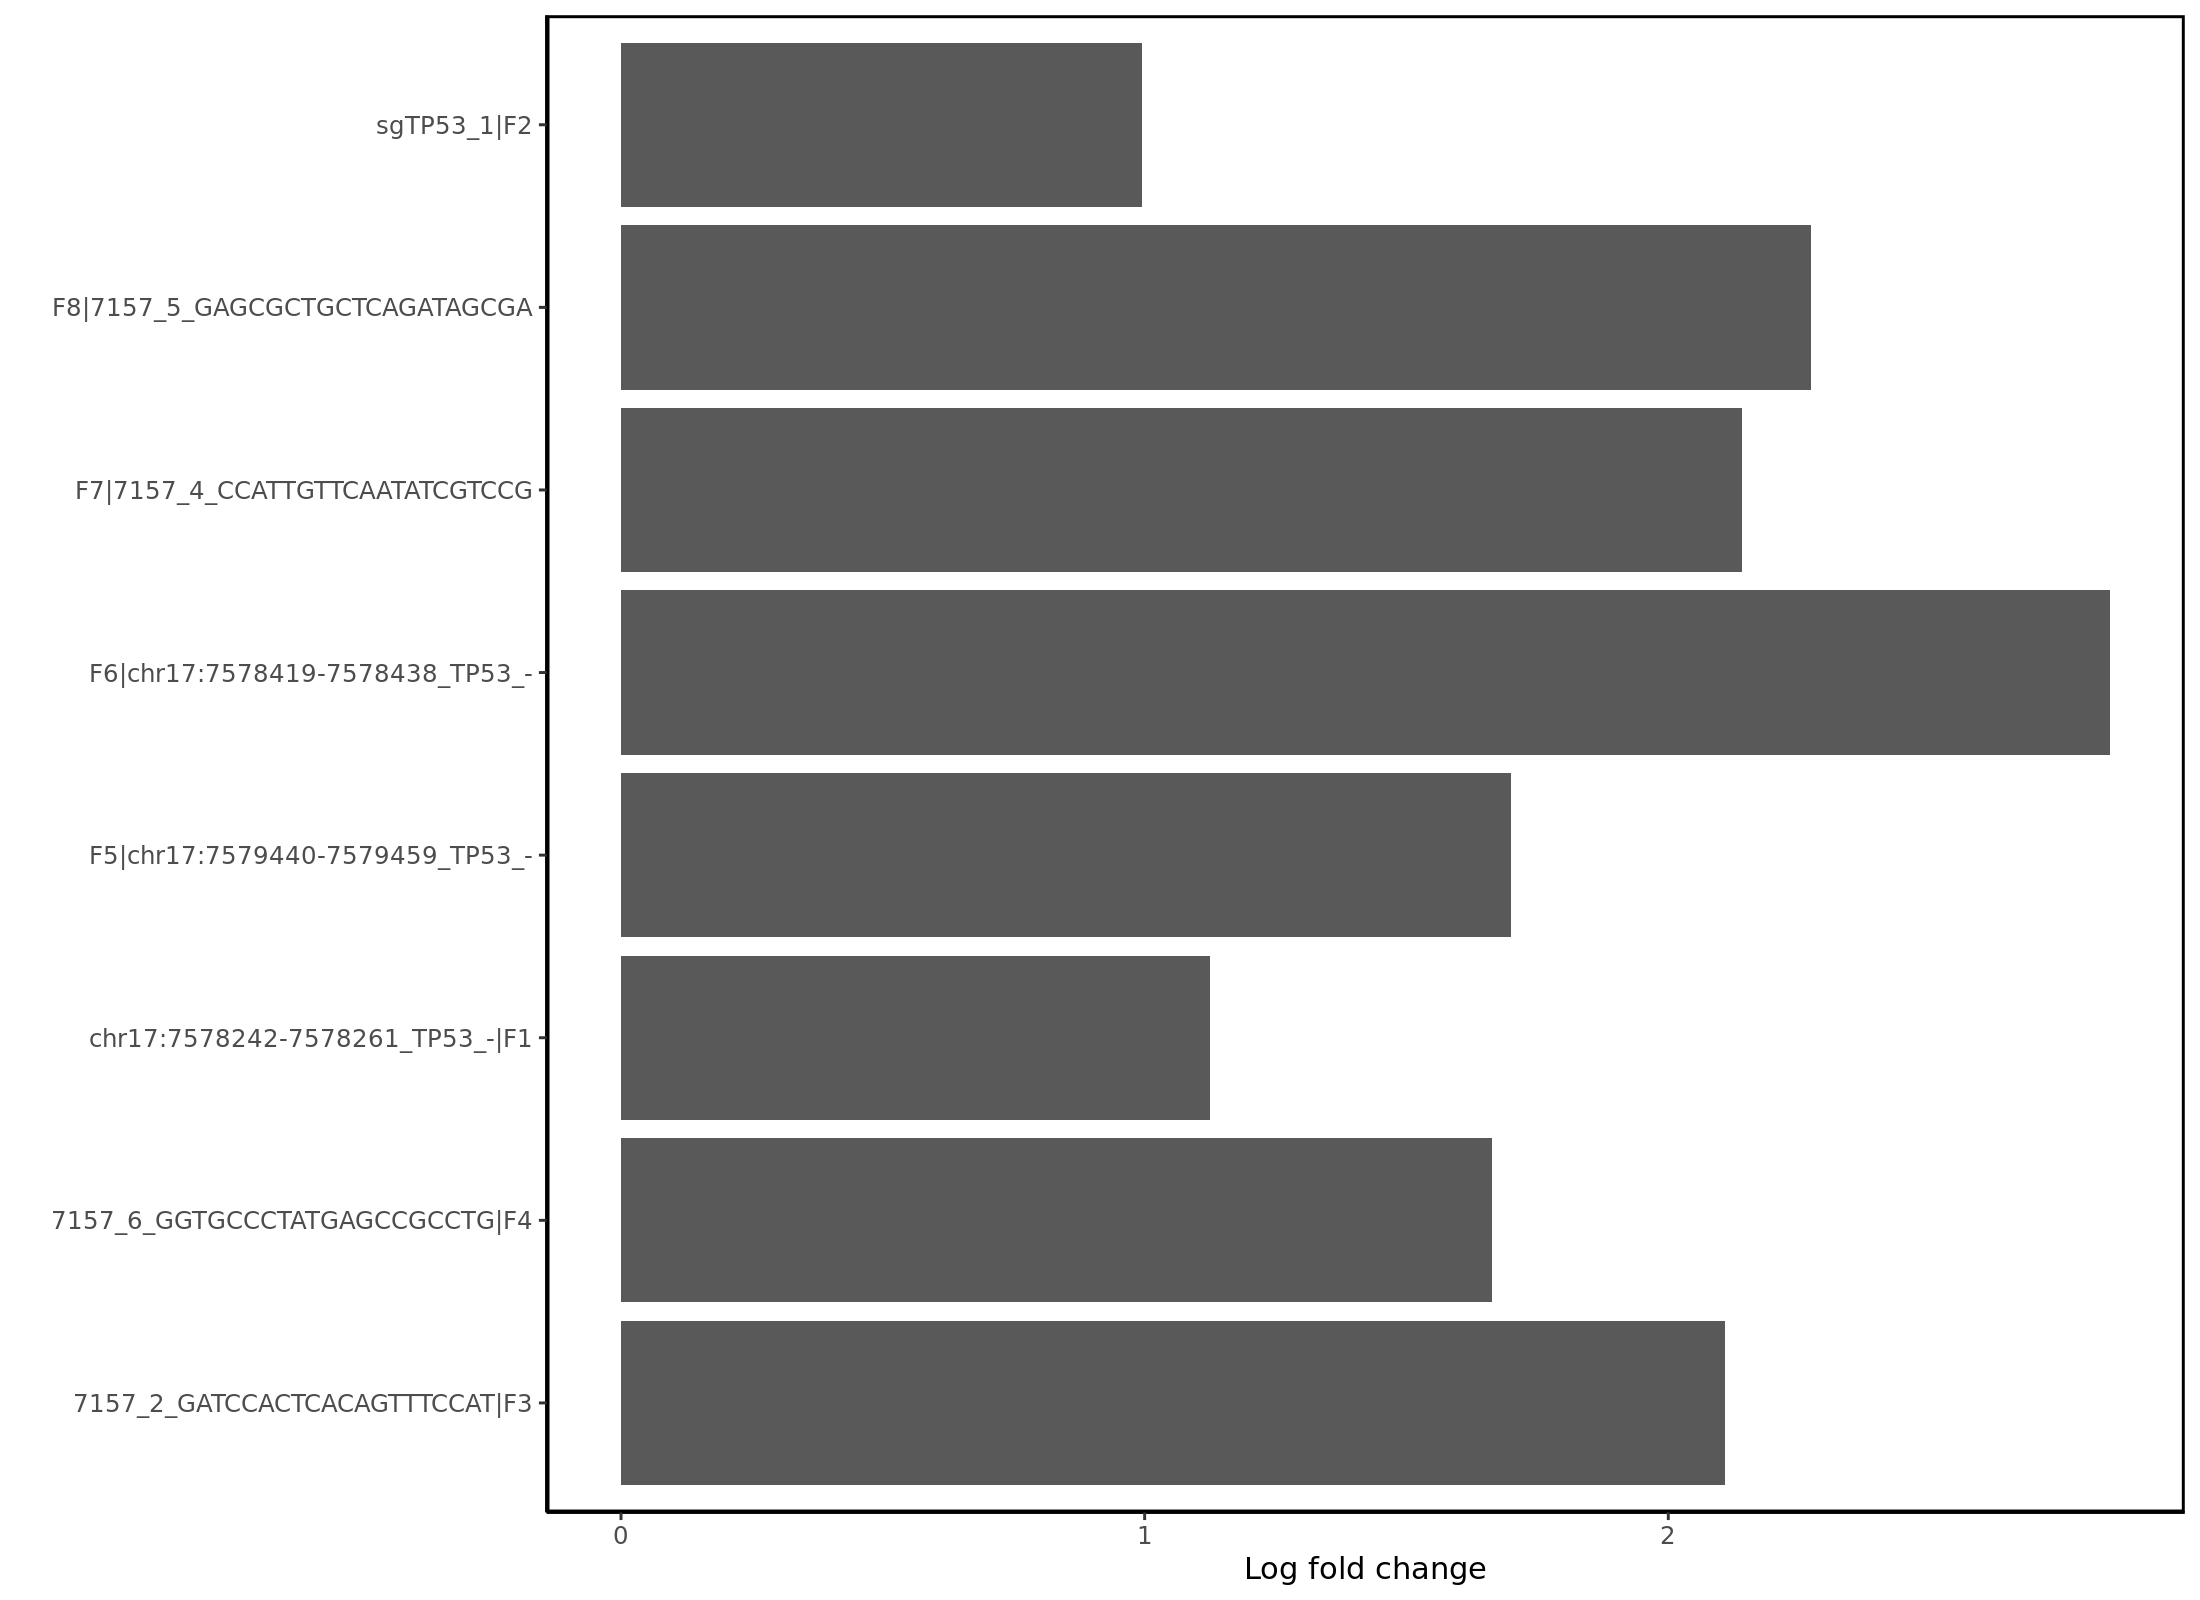 sgTP53_1|F2
F8|7157_5_GAGCGCTGCTCAGATAGCGA
F7|7157_4_CCATTGTTCAATATCGTCCG
F6|chr17:7578419-7578438_TP53_-
F5|chr17:7579440-7579459_TP53_-
chr17:7578242-7578261_TP53_-|F1
7157_6_GGTGCCCTATGAGCCGCCTG|F4
7157_2_GATCCACTCACAGTTTCCAT|F3
0 1 2
Log fold change